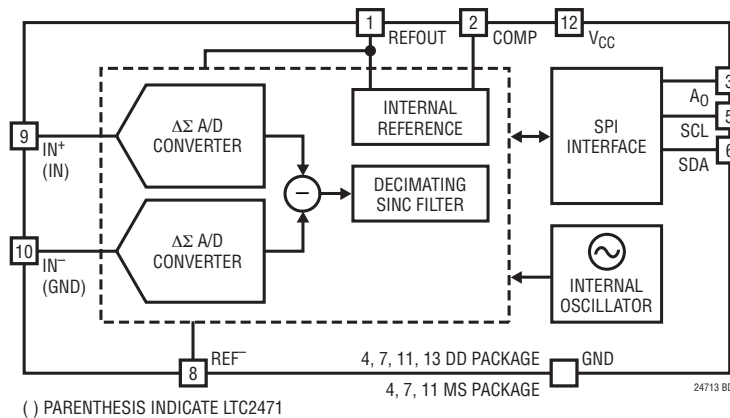 1
REFOUT
2
COMP
12
VCC
9
IN+
(IN)
ΔΣ A/D
CONVERTER
INTERNAL
REFERENCE
SPI
INTERFACE
3
A0
5
SCL
6
SDA
−
DECIMATING
SINC FILTER
10
IN−
(GND)
ΔΣ A/D
CONVERTER
INTERNAL
OSCILLATOR
8
REF−
4, 7, 11, 13 DD PACKAGE
4, 7, 11 MS PACKAGE
GND
24713 BD
( ) PARENTHESIS INDICATE LTC2471